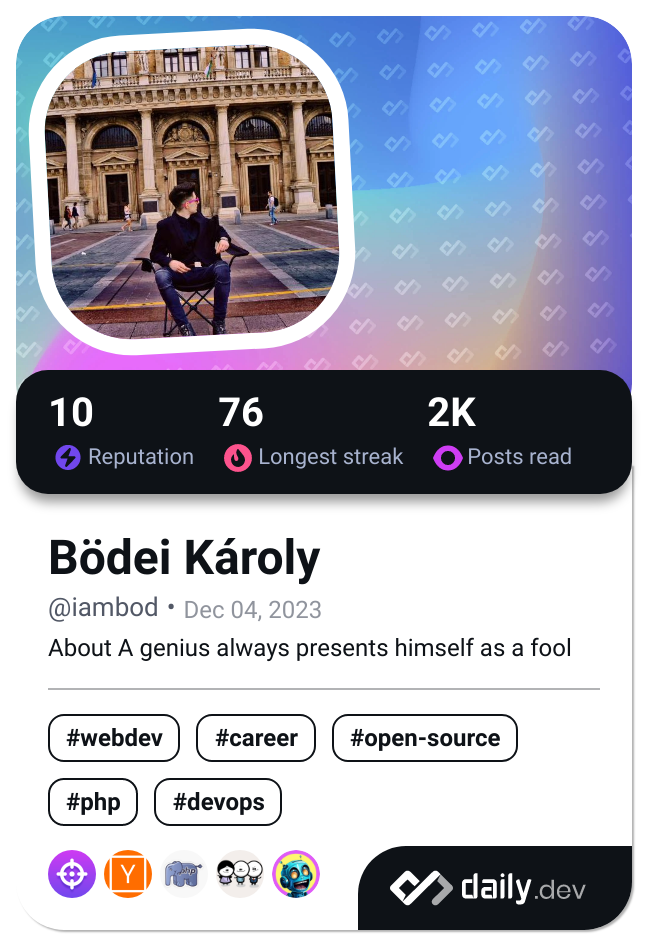 10
76
2K
Reputation
Longest streak
Posts read
Bödei Károly
@iambod • Dec 04, 2023
About A genius always presents himself as a fool
#webdev
#career
#open-source
#php
#devops
Y
php
daily.dev